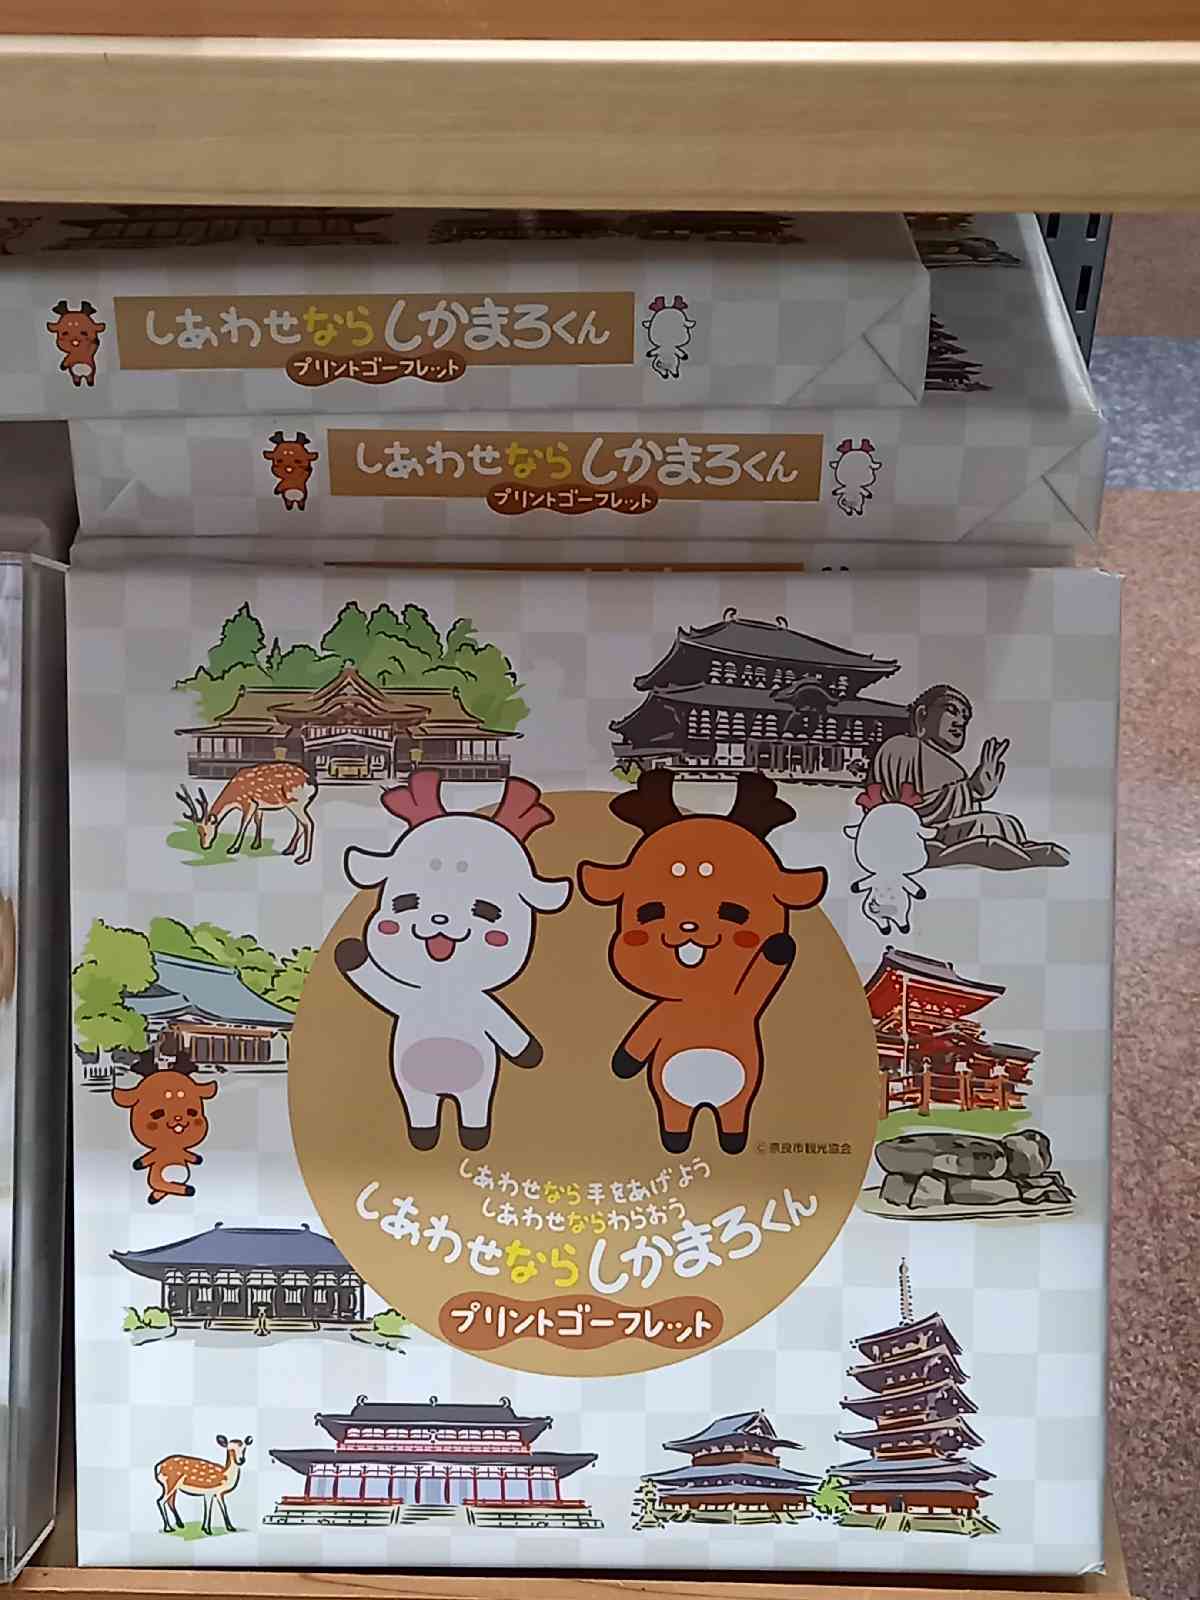 しあわせならしかまろくん
プリントゴーフレット
しあわせならしかまろくん
プリントゴーフレット
©奈良市観光協会
しあわせなら手をあげよう
しあわせならわらおう
しあわせならしかまろくん
プリントゴーフレット